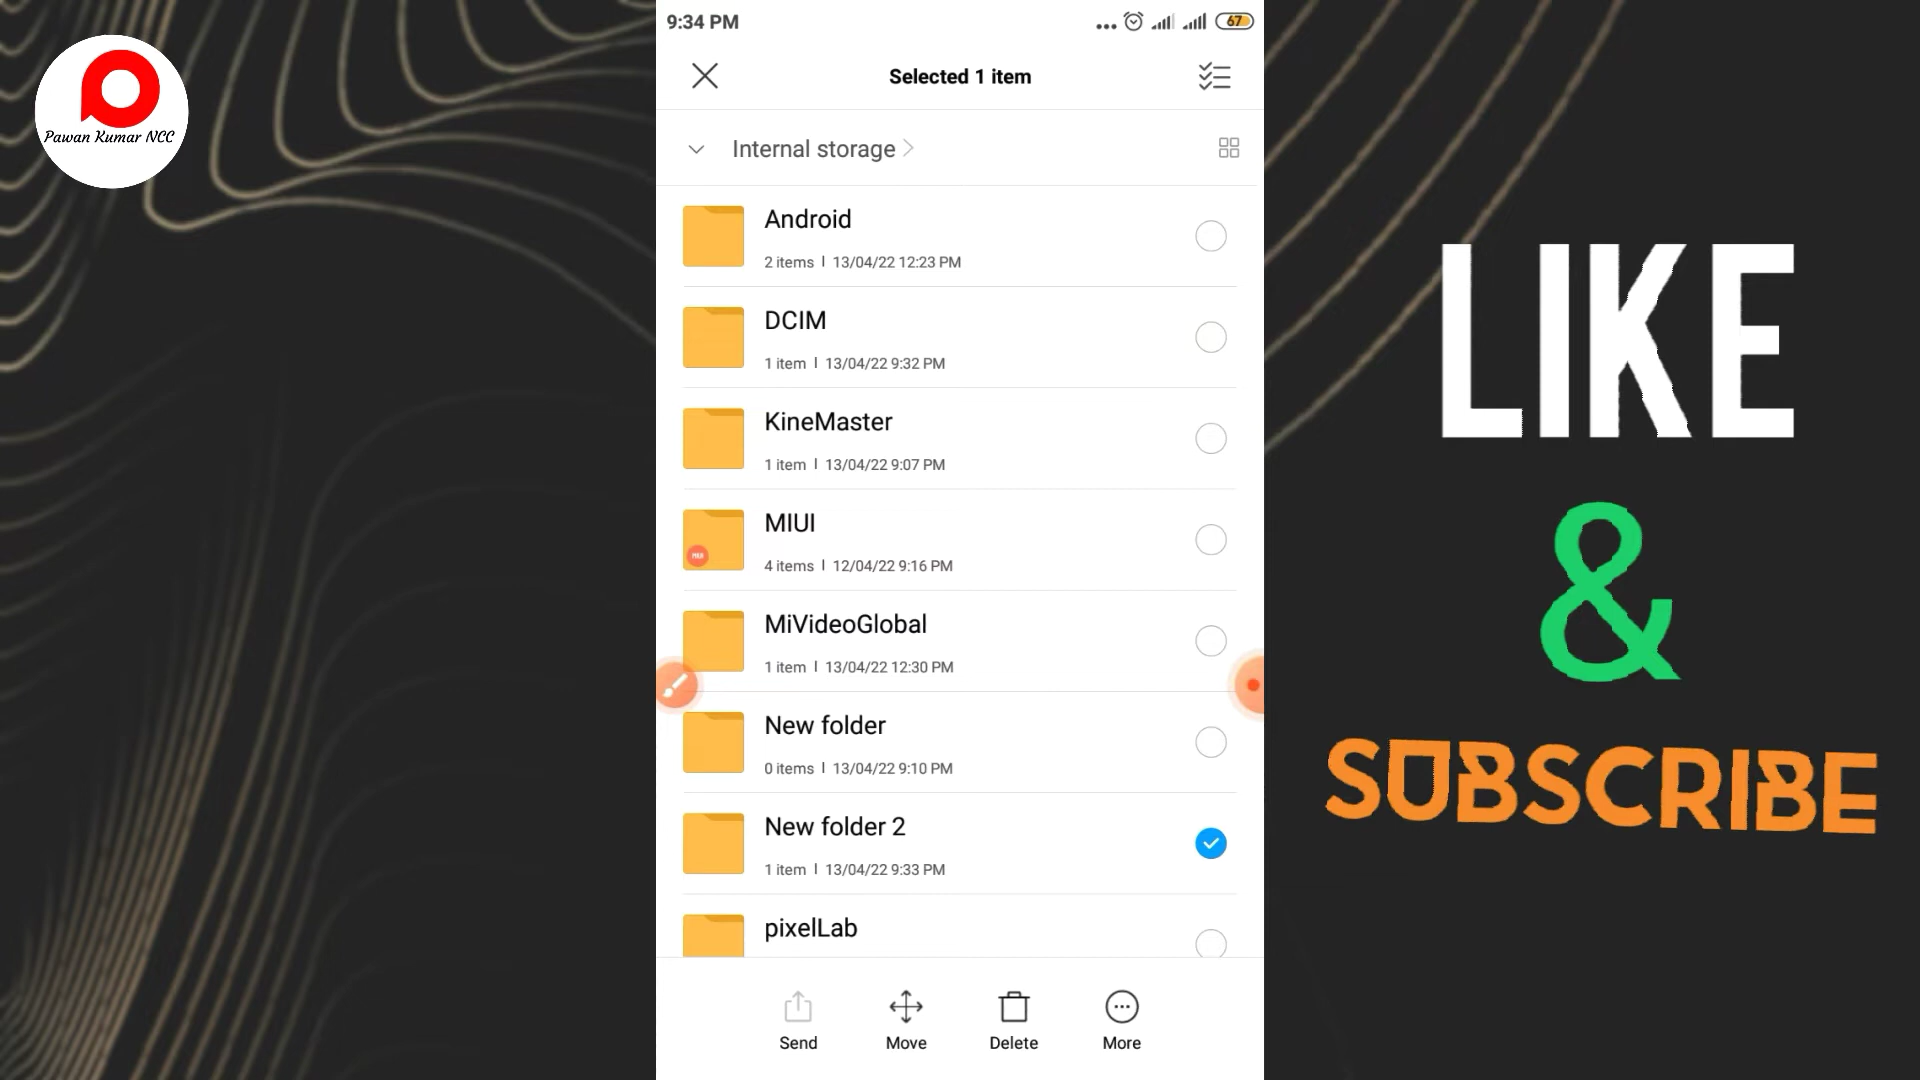 Pawan Kumar NCC
9:34 PM
67
Selected 1 item
Internal storage
Android
2 items | 13/04/22 12:23 PM
DCIM
1 item | 13/04/22 9:32 PM
KineMaster
1 item | 13/04/22 9:07 PM
MIUI
4 items | 12/04/22 9:16 PM
MiVideoGlobal
1 item | 13/04/22 12:30 PM
New folder
0 items | 13/04/22 9:10 PM
New folder 2
1 item | 13/04/22 9:33 PM
pixelLab
Send
Move
Delete
More
LIKE
&
SUBSCRIBE